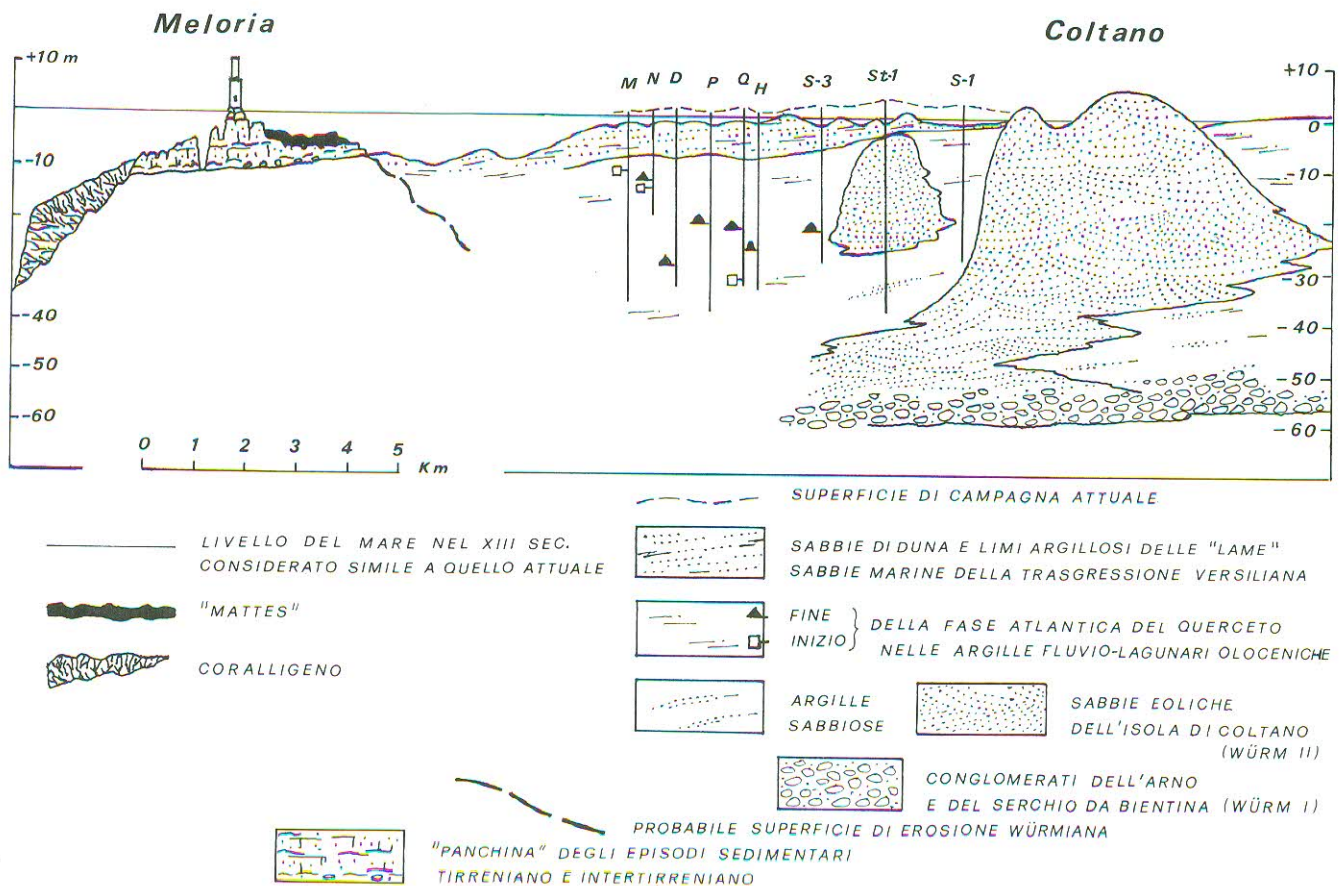 Meloria
Coltano
+10 m
-10
-40
-50
-60
M N D P Q H S-3 St-1 S-1
+10
0
-10
-30
-40
-50
-60
0 1 2 3 4 5 Km
SUPERFICIE DI CAMPAGNA ATTUALE
LIVELLO DEL MARE NEL XIII SEC.
CONSIDERATO SIMILE A QUELLO ATTUALE
"MATTES"
CORALLIGENO
SABBIE DI DUNA E LIMI ARGILLOSI DELLE "LAME"
SABBIE MARINE DELLA TRASGRESSIONE VERSILIANA
FINE
INIZIO
DELLA FASE ATLANTICA DEL QUERCETO
NELLE ARGILLE FLUVIO-LAGUNARI OLOCENICHE
ARGILLE
SABBIOSE
SABBIE EOLICHE
DELL'ISOLA DI COLTANO
(WÜRM II)
CONGLOMERATI DELL'ARNO
E DEL SERCHIO DA BIENTINA (WÜRM I)
PROBABILE SUPERFICIE DI EROSIONE WÜRMIANA
"PANCHINA" DEGLI EPISODI SEDIMENTARI
TIRRENIANO E INTERTIRRENIANO